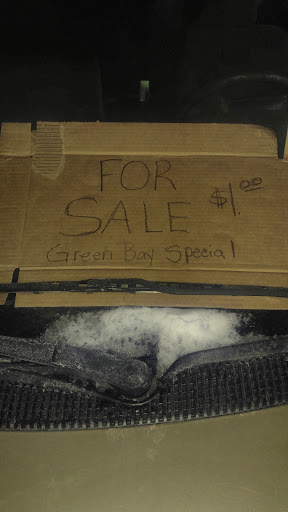 FOR
SALE $1.00
Green Bay Special